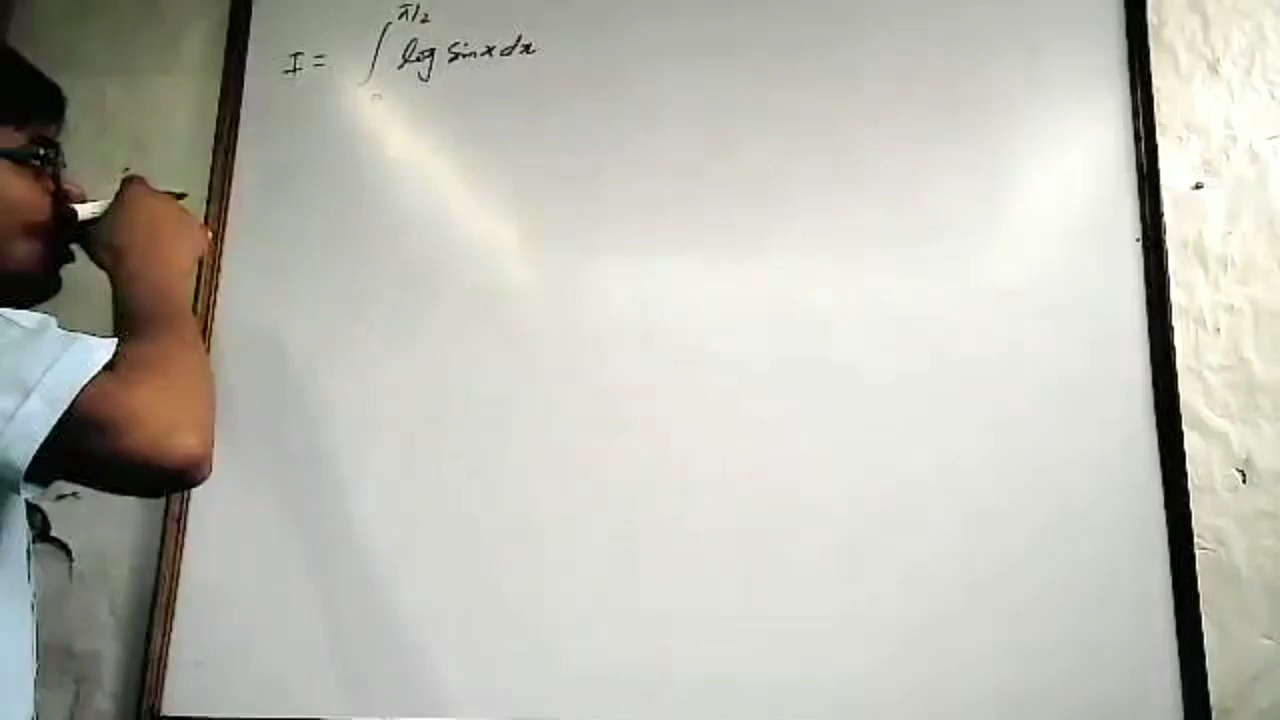 I = ∫₀^π/2 log sin x dx